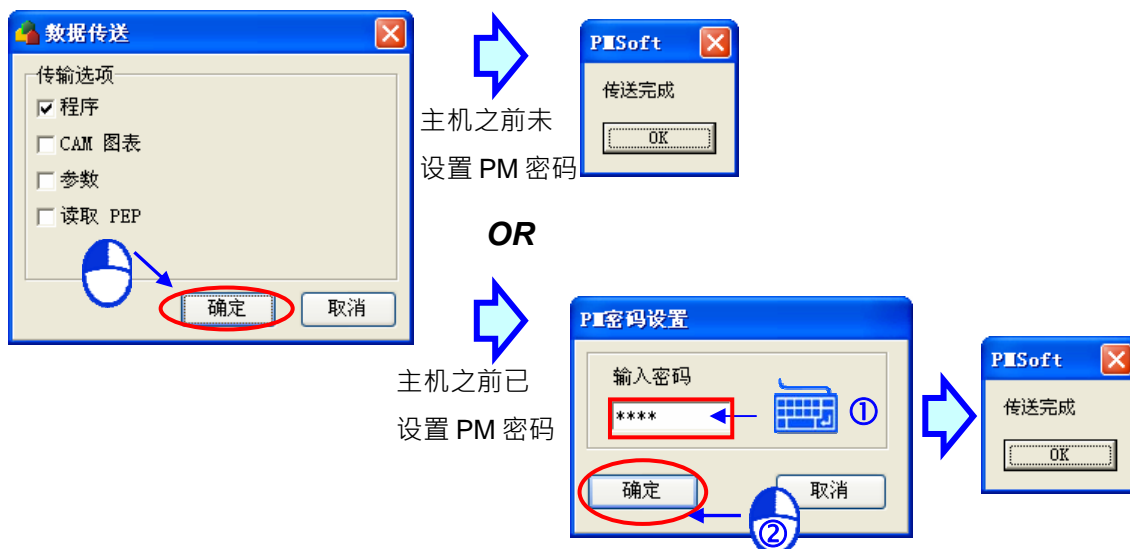 数据传送
传输选项
程序
CAM 图表
参数
读取 PEP
确定
取消
主机之前未
设置 PM 密码
PMSoft
传送完成
OK
OR
主机之前已
设置 PM 密码
PM密码设置
输入密码
****
①
确定
取消
②
PMSoft
传送完成
OK